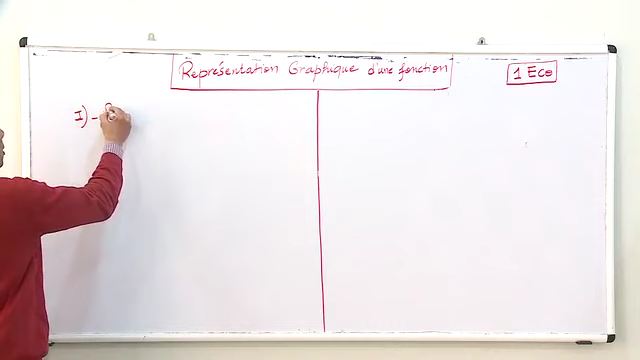 Représentation Graphique d'une fonction
1 Eco
I) -